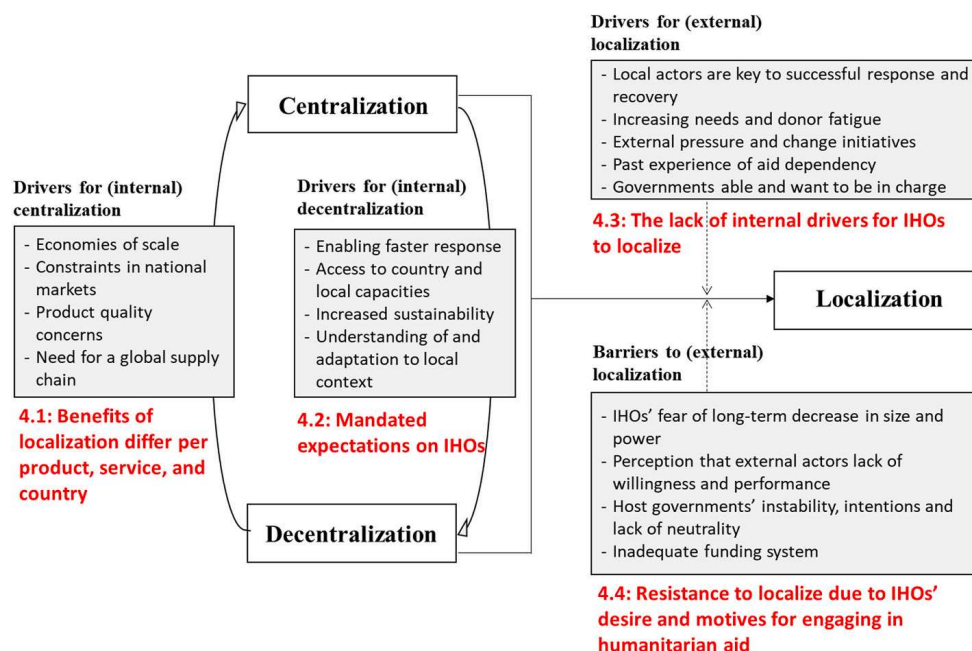 Centralization
Drivers for (internal)
centralization
- Economies of scale
- Constraints in national
markets
- Product quality
concerns
- Need for a global supply
chain
4.1: Benefits of
localization differ per
product, service, and
country
Drivers for (internal)
decentralization
- Enabling faster response
- Access to country and
local capacities
- Increased sustainability
- Understanding of and
adaptation to local
context
4.2: Mandated
expectations on IHOs
Decentralization
Drivers for (external)
localization
- Local actors are key to successful response and
recovery
- Increasing needs and donor fatigue
- External pressure and change initiatives
- Past experience of aid dependency
- Governments able and want to be in charge
4.3: The lack of internal drivers for IHOs
to localize
Localization
Barriers to (external)
localization
- IHOs’ fear of long-term decrease in size and
power
- Perception that external actors lack of
willingness and performance
- Host governments’ instability, intentions and
lack of neutrality
- Inadequate funding system
4.4: Resistance to localize due to IHOs’
desire and motives for engaging in
humanitarian aid